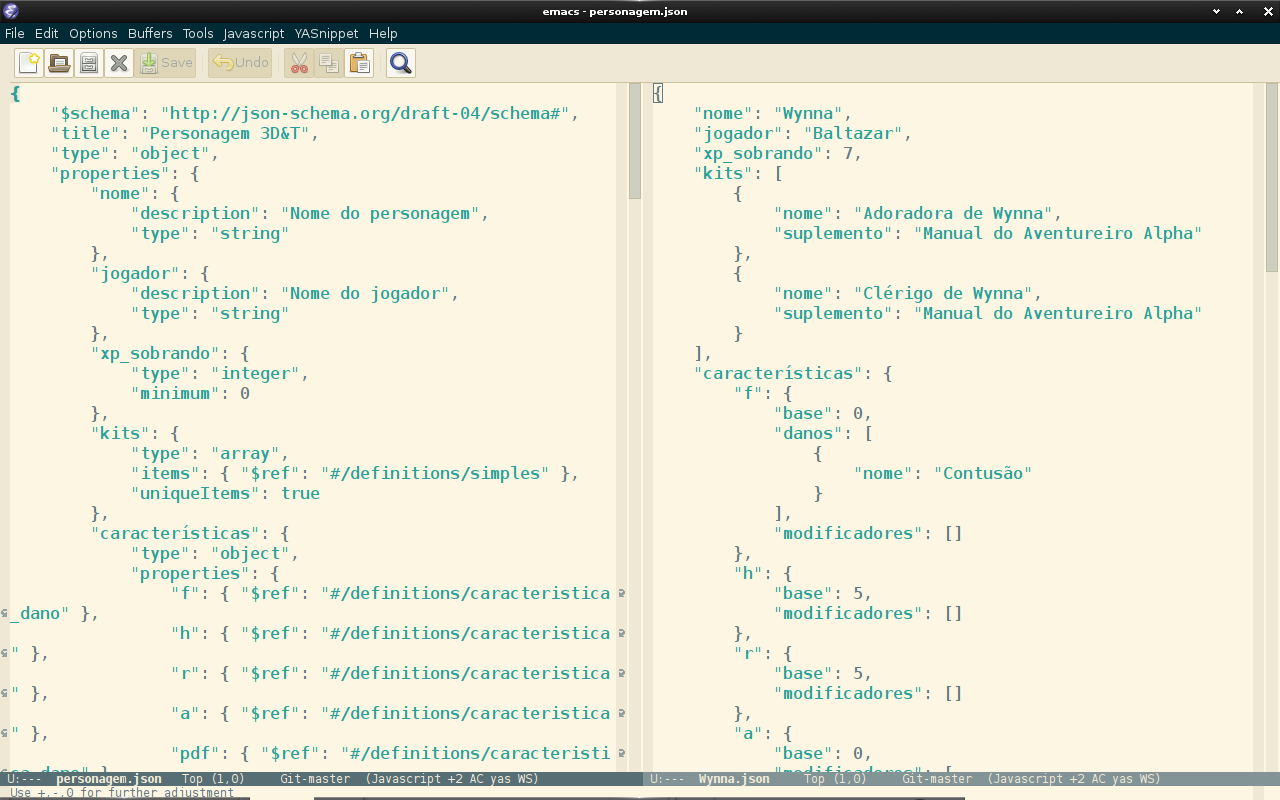 emacs - personagem.json
File Edit Options Buffers Tools Javascript YASnippet Help
Save Undo
{
    "$schema": "http://json-schema.org/draft-04/schema#",
    "title": "Personagem 3D&T",
    "type": "object",
    "properties": {
        "nome": {
            "description": "Nome do personagem",
            "type": "string"
        },
        "jogador": {
            "description": "Nome do jogador",
            "type": "string"
        },
        "xp_sobrando": {
            "type": "integer",
            "minimum": 0
        },
        "kits": {
            "type": "array",
            "items": { "$ref": "#/definitions/simples" },
            "uniqueItems": true
        },
        "características": {
            "type": "object",
            "properties": {
                "f": { "$ref": "#/definitions/caracteristica
_dano" },
                "h": { "$ref": "#/definitions/caracteristica
" },
                "r": { "$ref": "#/definitions/caracteristica
" },
                "a": { "$ref": "#/definitions/caracteristica
" },
                "pdf": { "$ref": "#/definitions/caracteristi
ca_dano" }
U:--- personagem.json Top (1,0) Git-master (Javascript +2 AC yas WS)
{
    "nome": "Wynna",
    "jogador": "Baltazar",
    "xp_sobrando": 7,
    "kits": [
        {
            "nome": "Adoradora de Wynna",
            "suplemento": "Manual do Aventureiro Alpha"
        },
        {
            "nome": "Clérigo de Wynna",
            "suplemento": "Manual do Aventureiro Alpha"
        }
    ],
    "características": {
        "f": {
            "base": 0,
            "danos": [
                {
                    "nome": "Contusão"
                }
            ],
            "modificadores": []
        },
        "h": {
            "base": 5,
            "modificadores": []
        },
        "r": {
            "base": 5,
            "modificadores": []
        },
        "a": {
            "base": 0,
            "modificadores": [
U:--- Wynna.json Top (1,0) Git-master (Javascript +2 AC yas WS)
Use +,-,0 for further adjustment